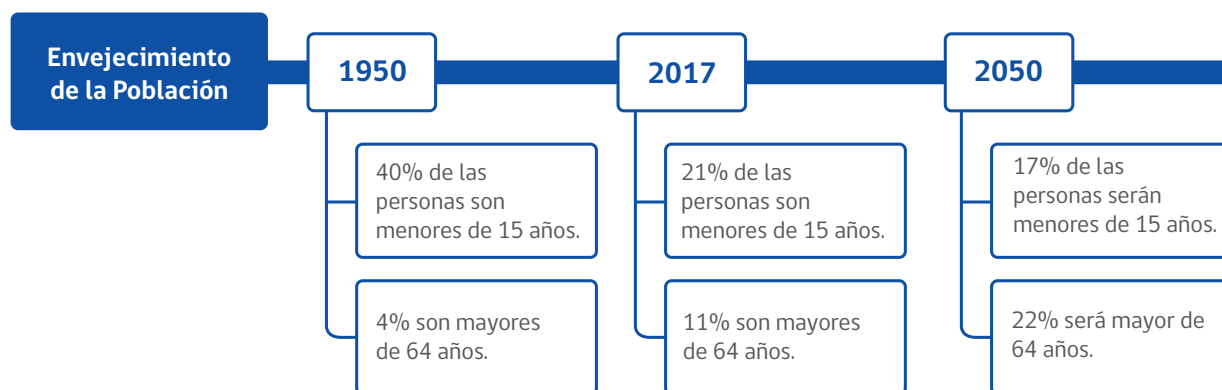 Envejecimiento
de la Población
1950
40% de las
personas son
menores de 15 años.
4% son mayores
de 64 años.
2017
21% de las
personas son
menores de 15 años.
11% son mayores
de 64 años.
2050
17% de las
personas serán
menores de 15 años.
22% será mayor de
64 años.